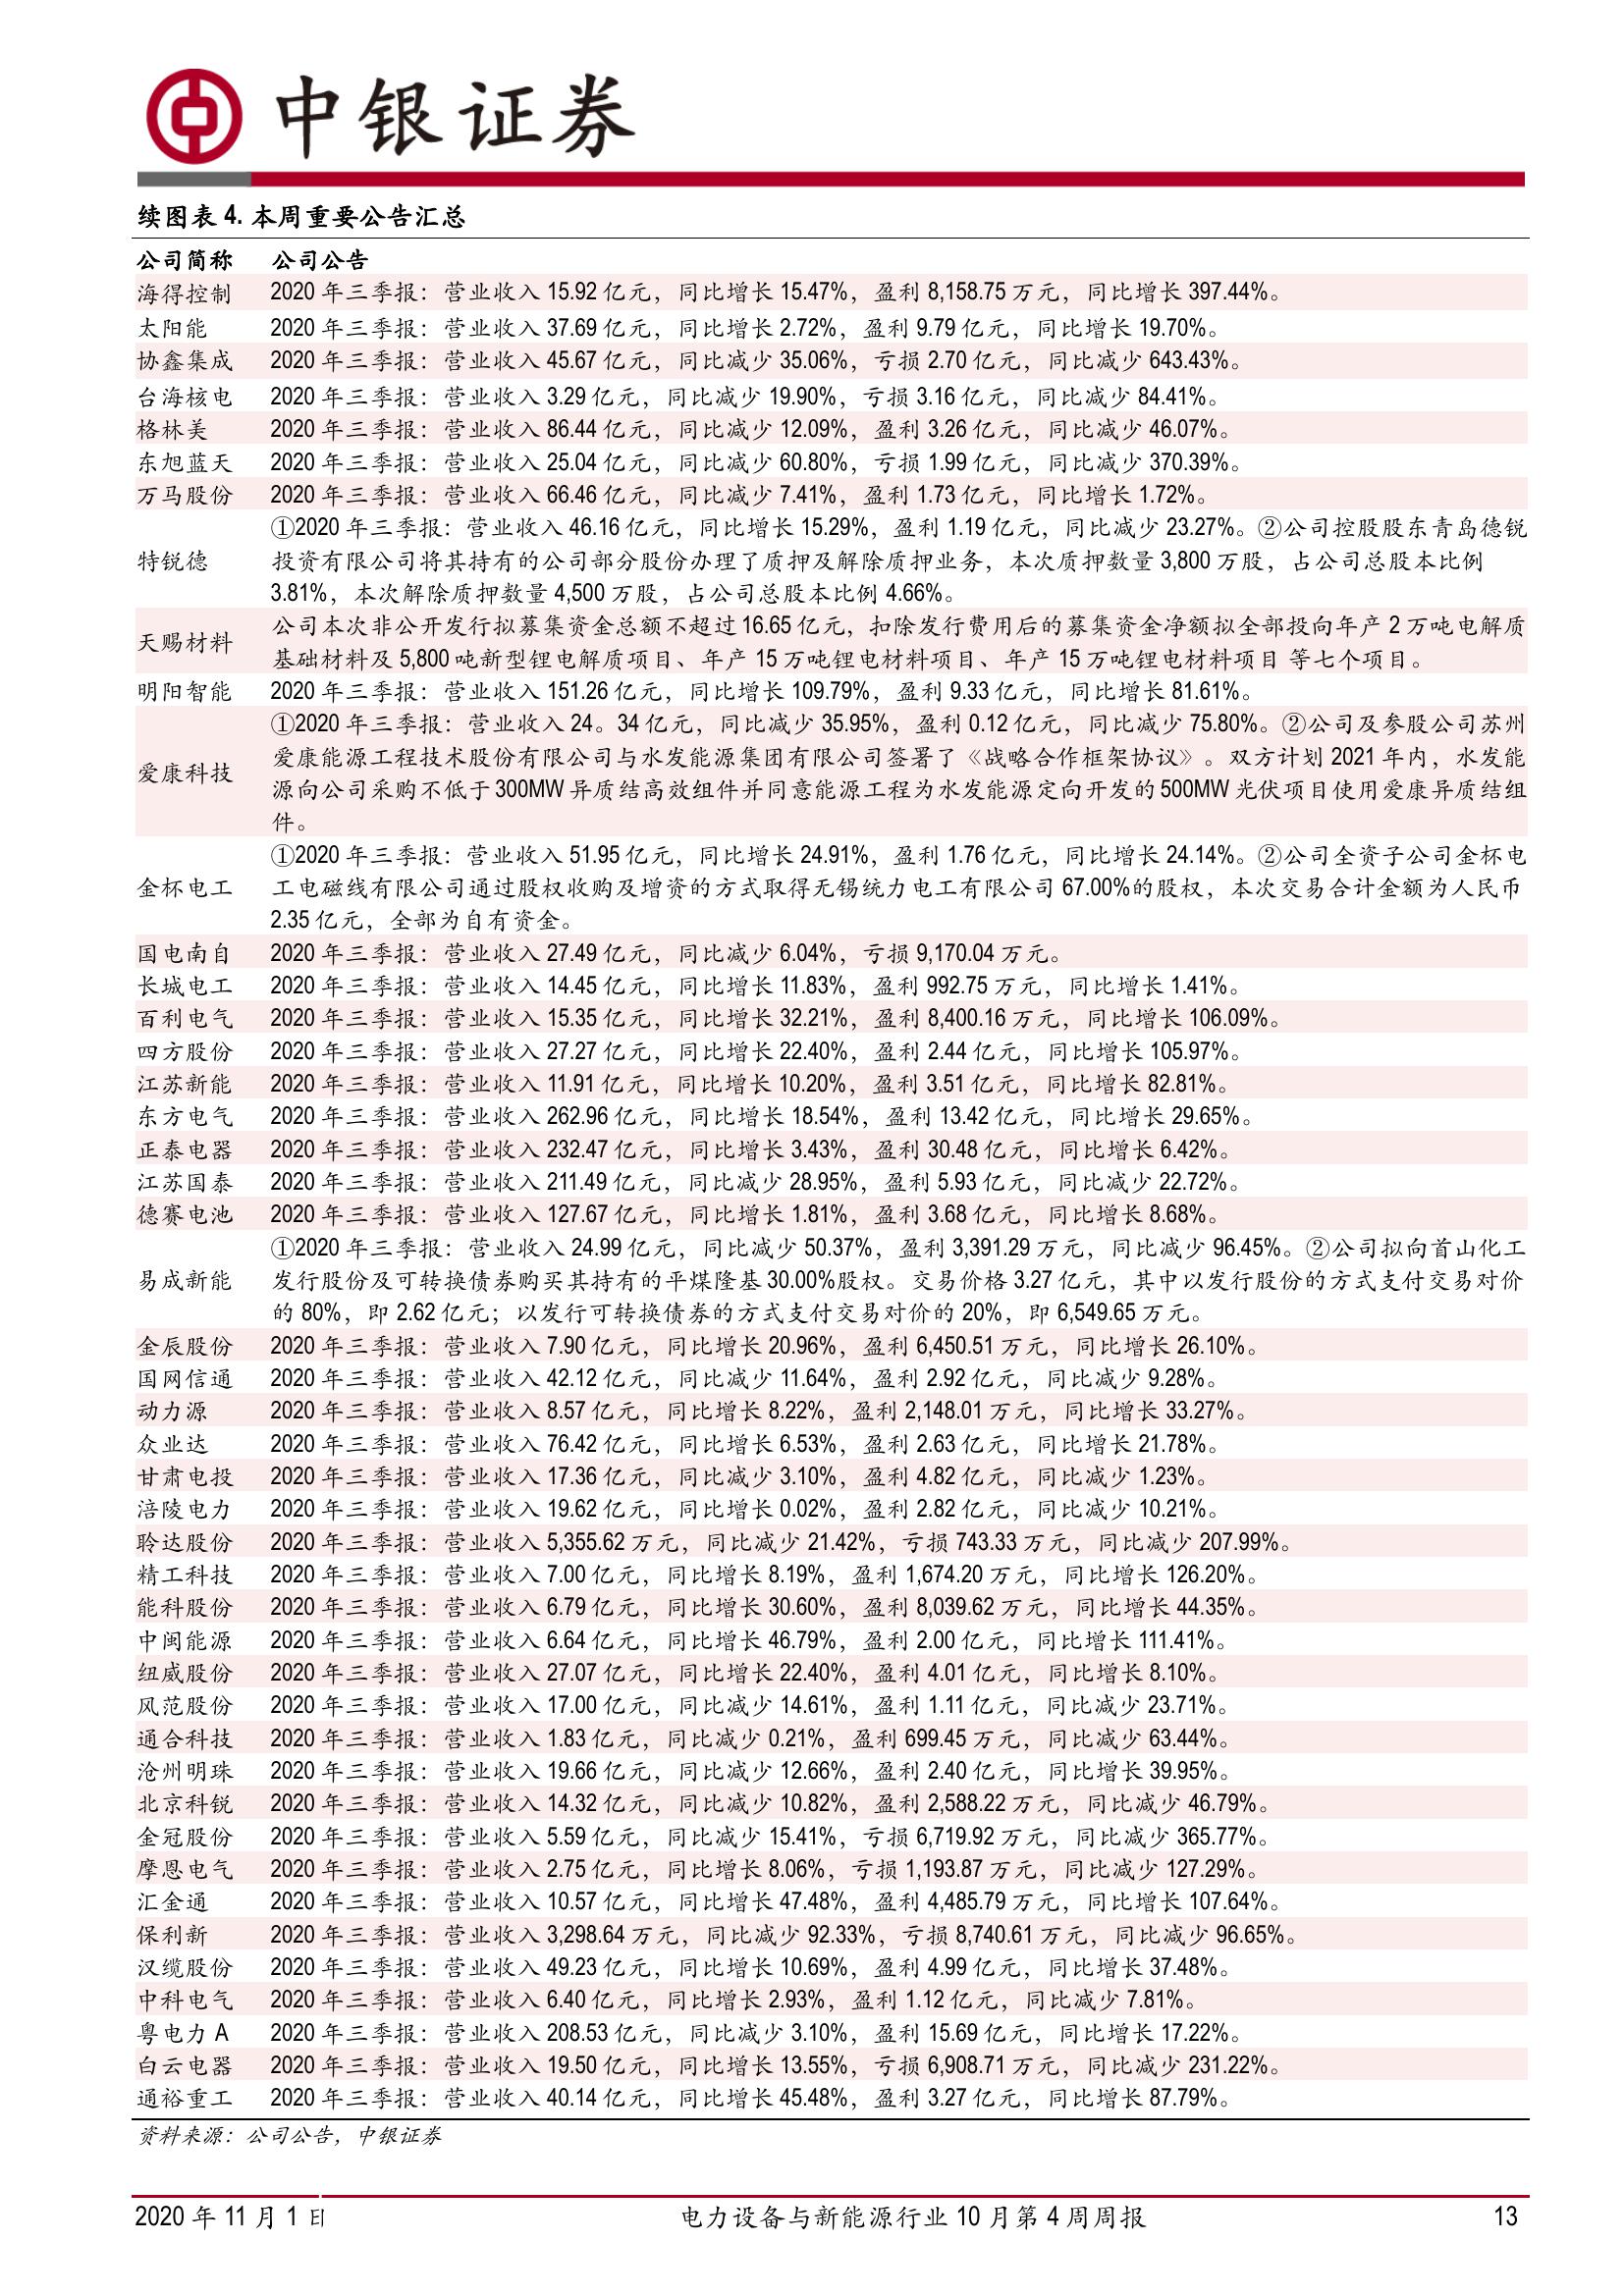 中银证券
续图表 4. 本周重要公告汇总
公司简称 公司公告
海得控制 2020 年三季报：营业收入 15.92 亿元，同比增长 15.47%，盈利 8,158.75 万元，同比增长 397.44%。
太阳能 2020 年三季报：营业收入 37.69 亿元，同比增长 2.72%，盈利 9.79 亿元，同比增长 19.70%。
协鑫集成 2020 年三季报：营业收入 45.67 亿元，同比减少 35.06%，亏损 2.70 亿元，同比减少 643.43%。
台海核电 2020 年三季报：营业收入 3.29 亿元，同比减少 19.90%，亏损 3.16 亿元，同比减少 84.41%。
格林美 2020 年三季报：营业收入 86.44 亿元，同比减少 12.09%，盈利 3.26 亿元，同比减少 46.07%。
东旭蓝天 2020 年三季报：营业收入 25.04 亿元，同比减少 60.80%，亏损 1.99 亿元，同比减少 370.39%。
万马股份 2020 年三季报：营业收入 66.46 亿元，同比减少 7.41%，盈利 1.73 亿元，同比增长 1.72%。
①2020 年三季报：营业收入 46.16 亿元，同比增长 15.29%，盈利 1.19 亿元，同比减少 23.27%。②公司控股股东青岛德锐
特锐德 投资有限公司将其持有的公司部分股份办理了质押及解除质押业务，本次质押数量 3,800 万股，占公司总股本比例
3.81%，本次解除质押数量 4,500 万股，占公司总股本比例 4.66%。
天赐材料 公司本次非公开发行拟募集资金总额不超过 16.65 亿元，扣除发行费用后的募集资金净额拟全部投向年产 2 万吨电解质
基础材料及 5,800 吨新型锂电解质项目、年产 15 万吨锂电材料项目、年产 15 万吨锂电材料项目 等七个项目。
明阳智能 2020 年三季报：营业收入 151.26 亿元，同比增长 109.79%，盈利 9.33 亿元，同比增长 81.61%。
①2020 年三季报：营业收入 24。34 亿元，同比减少 35.95%，盈利 0.12 亿元，同比减少 75.80%。②公司及参股公司苏州
爱康能源工程技术股份有限公司与水发能源集团有限公司签署了《战略合作框架协议》。双方计划 2021 年内，水发能
爱康科技 源向公司采购不低于 300MW 异质结高效组件并同意能源工程为水发能源定向开发的 500MW 光伏项目使用爱康异质结组
件。
①2020 年三季报：营业收入 51.95 亿元，同比增长 24.91%，盈利 1.76 亿元，同比增长 24.14%。②公司全资子公司金杯电
金杯电工 工电磁线有限公司通过股权收购及增资的方式取得无锡统力电工有限公司 67.00%的股权，本次交易合计金额为人民币
2.35 亿元，全部为自有资金。
国电南自 2020 年三季报：营业收入 27.49 亿元，同比减少 6.04%，亏损 9,170.04 万元。
长城电工 2020 年三季报：营业收入 14.45 亿元，同比增长 11.83%，盈利 992.75 万元，同比增长 1.41%。
百利电气 2020 年三季报：营业收入 15.35 亿元，同比增长 32.21%，盈利 8,400.16 万元，同比增长 106.09%。
四方股份 2020 年三季报：营业收入 27.27 亿元，同比增长 22.40%，盈利 2.44 亿元，同比增长 105.97%。
江苏新能 2020 年三季报：营业收入 11.91 亿元，同比增长 10.20%，盈利 3.51 亿元，同比增长 82.81%。
东方电气 2020 年三季报：营业收入 262.96 亿元，同比增长 18.54%，盈利 13.42 亿元，同比增长 29.65%。
正泰电器 2020 年三季报：营业收入 232.47 亿元，同比增长 3.43%，盈利 30.48 亿元，同比增长 6.42%。
江苏国泰 2020 年三季报：营业收入 211.49 亿元，同比减少 28.95%，盈利 5.93 亿元，同比减少 22.72%。
德赛电池 2020 年三季报：营业收入 127.67 亿元，同比增长 1.81%，盈利 3.68 亿元，同比增长 8.68%。
①2020 年三季报：营业收入 24.99 亿元，同比减少 50.37%，盈利 3,391.29 万元，同比减少 96.45%。②公司拟向首山化工
易成新能 发行股份及可转换债券购买其持有的平煤隆基 30.00%股权。交易价格 3.27 亿元，其中以发行股份的方式支付交易对价
的 80%，即 2.62 亿元；以发行可转换债券的方式支付交易对价的 20%，即 6,549.65 万元。
金辰股份 2020 年三季报：营业收入 7.90 亿元，同比增长 20.96%，盈利 6,450.51 万元，同比增长 26.10%。
国网信通 2020 年三季报：营业收入 42.12 亿元，同比减少 11.64%，盈利 2.92 亿元，同比减少 9.28%。
动力源 2020 年三季报：营业收入 8.57 亿元，同比增长 8.22%，盈利 2,148.01 万元，同比增长 33.27%。
众业达 2020 年三季报：营业收入 76.42 亿元，同比增长 6.53%，盈利 2.63 亿元，同比增长 21.78%。
甘肃电投 2020 年三季报：营业收入 17.36 亿元，同比减少 3.10%，盈利 4.82 亿元，同比减少 1.23%。
涪陵电力 2020 年三季报：营业收入 19.62 亿元，同比增长 0.02%，盈利 2.82 亿元，同比减少 10.21%。
聆达股份 2020 年三季报：营业收入 5,355.62 万元，同比减少 21.42%，亏损 743.33 万元，同比减少 207.99%。
精工科技 2020 年三季报：营业收入 7.00 亿元，同比增长 8.19%，盈利 1,674.20 万元，同比增长 126.20%。
能科股份 2020 年三季报：营业收入 6.79 亿元，同比增长 30.60%，盈利 8,039.62 万元，同比增长 44.35%。
中闽能源 2020 年三季报：营业收入 6.64 亿元，同比增长 46.79%，盈利 2.00 亿元，同比增长 111.41%。
纽威股份 2020 年三季报：营业收入 27.07 亿元，同比增长 22.40%，盈利 4.01 亿元，同比增长 8.10%。
风范股份 2020 年三季报：营业收入 17.00 亿元，同比减少 14.61%，盈利 1.11 亿元，同比减少 23.71%。
通合科技 2020 年三季报：营业收入 1.83 亿元，同比减少 0.21%，盈利 699.45 万元，同比减少 63.44%。
沧州明珠 2020 年三季报：营业收入 19.66 亿元，同比减少 12.66%，盈利 2.40 亿元，同比增长 39.95%。
北京科锐 2020 年三季报：营业收入 14.32 亿元，同比减少 10.82%，盈利 2,588.22 万元，同比减少 46.79%。
金冠股份 2020 年三季报：营业收入 5.59 亿元，同比减少 15.41%，亏损 6,719.92 万元，同比减少 365.77%。
摩恩电气 2020 年三季报：营业收入 2.75 亿元，同比增长 8.06%，亏损 1,193.87 万元，同比减少 127.29%。
汇金通 2020 年三季报：营业收入 10.57 亿元，同比增长 47.48%，盈利 4,485.79 万元，同比增长 107.64%。
保利新 2020 年三季报：营业收入 3,298.64 万元，同比减少 92.33%，亏损 8,740.61 万元，同比减少 96.65%。
汉缆股份 2020 年三季报：营业收入 49.23 亿元，同比增长 10.69%，盈利 4.99 亿元，同比增长 37.48%。
中科电气 2020 年三季报：营业收入 6.40 亿元，同比增长 2.93%，盈利 1.12 亿元，同比减少 7.81%。
粤电力 A 2020 年三季报：营业收入 208.53 亿元，同比减少 3.10%，盈利 15.69 亿元，同比增长 17.22%。
白云电器 2020 年三季报：营业收入 19.50 亿元，同比增长 13.55%，亏损 6,908.71 万元，同比减少 231.22%。
通裕重工 2020 年三季报：营业收入 40.14 亿元，同比增长 45.48%，盈利 3.27 亿元，同比增长 87.79%。
资料来源：公司公告，中银证券
2020 年 11 月 1 日 电力设备与新能源行业 10 月第 4 周周报 13